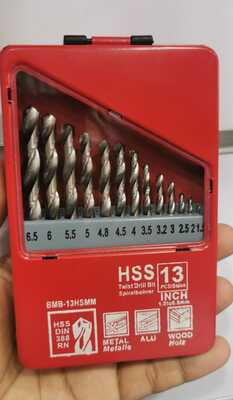 6.5 6 5.5 5 4.8 4.5 4 3.5 3.2 3 2.5 2 1.5
HSS 13
Twist Drill Bit
Spiralbohrer
INCH
BMB-13HSMM
HSS
DIN
388
RN
METAL
Metalle
ALU
WOOD
Holz